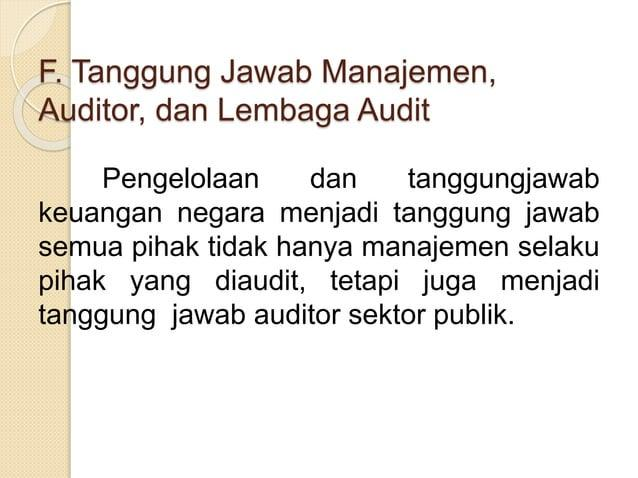 F. Tanggung Jawab Manajemen,
Auditor, dan Lembaga Audit
Pengelolaan dan tanggungjawab
keuangan negara menjadi tanggung jawab
semua pihak tidak hanya manajemen selaku
pihak yang diaudit, tetapi juga menjadi
tanggung jawab auditor sektor publik.